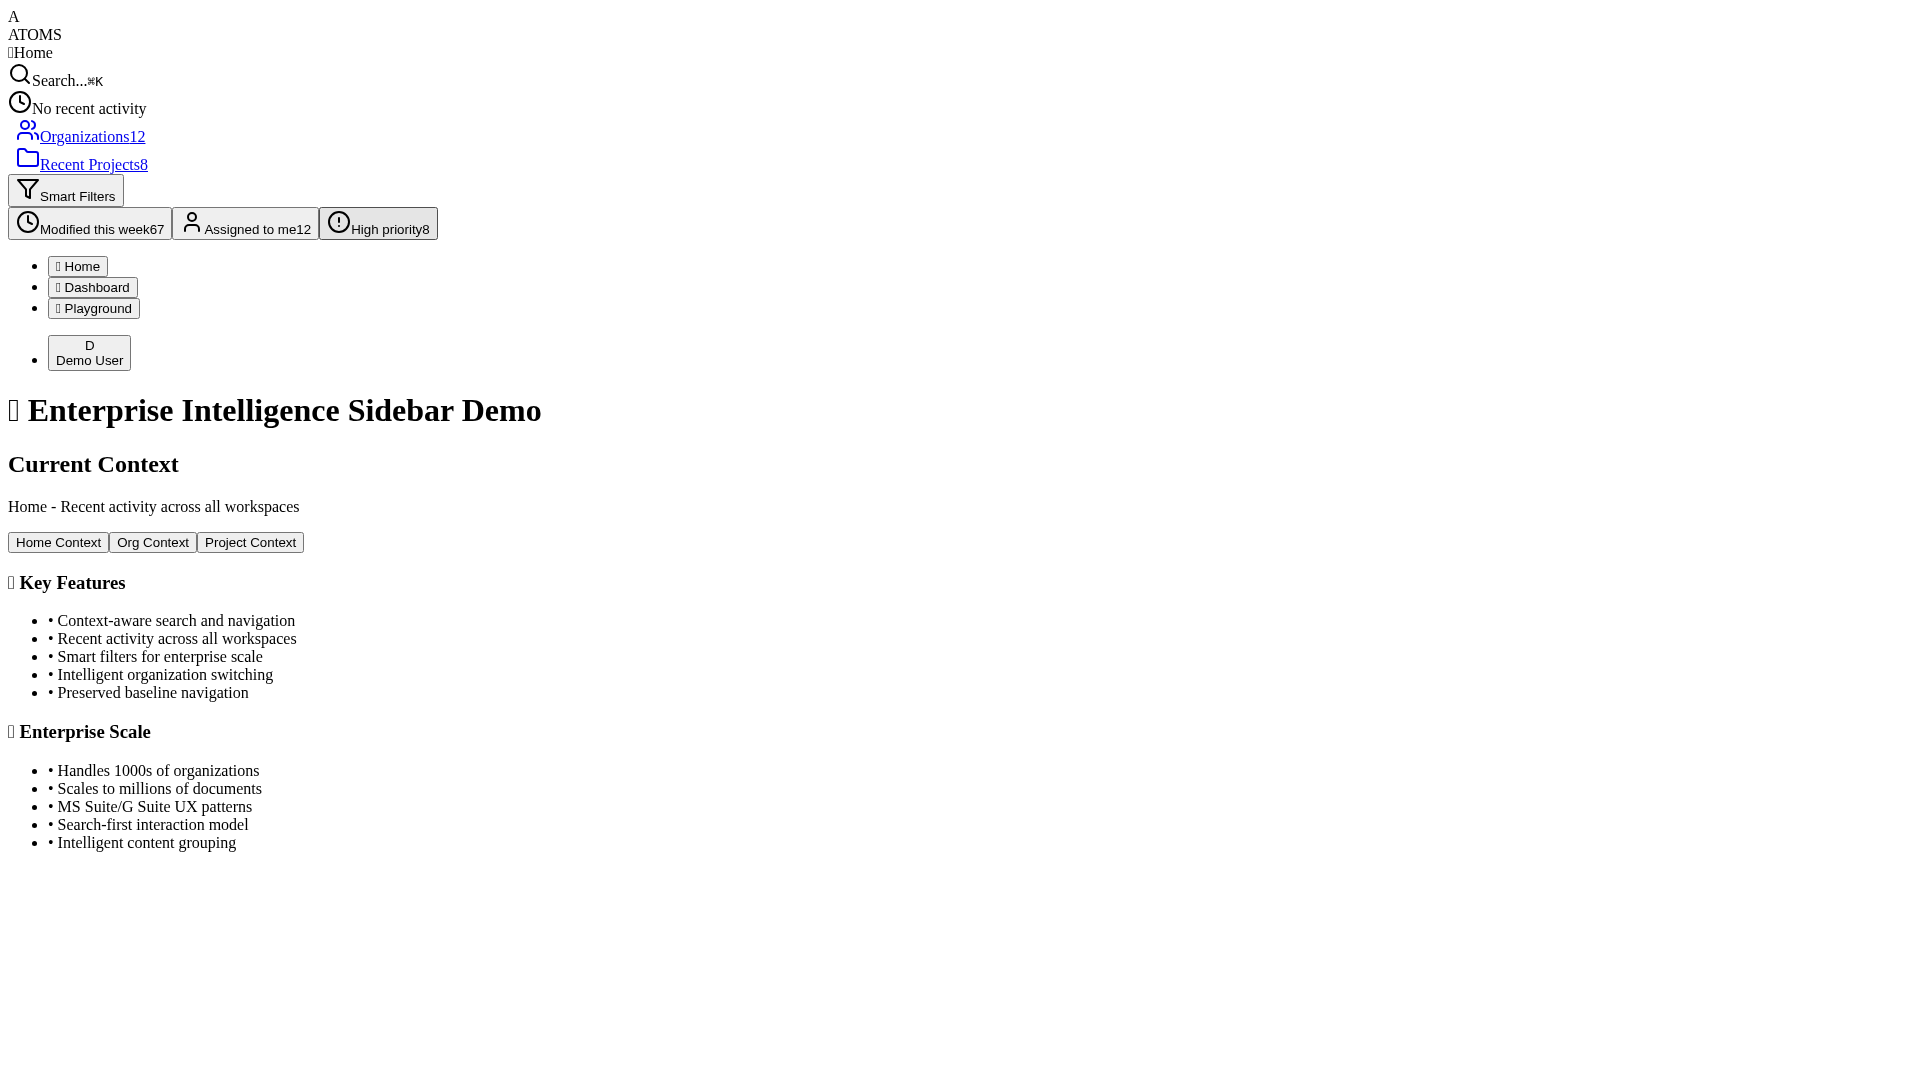 A
ATOMS
Home
Search...⌘K
No recent activity
Organizations12
Recent Projects8
Smart Filters
Modified this week67 Assigned to me12 High priority8
Home
Dashboard
Playground
D
Demo User
Enterprise Intelligence Sidebar Demo
Current Context
Home - Recent activity across all workspaces
Home Context Org Context Project Context
Key Features
• Context-aware search and navigation
• Recent activity across all workspaces
• Smart filters for enterprise scale
• Intelligent organization switching
• Preserved baseline navigation
Enterprise Scale
• Handles 1000s of organizations
• Scales to millions of documents
• MS Suite/G Suite UX patterns
• Search-first interaction model
• Intelligent content grouping